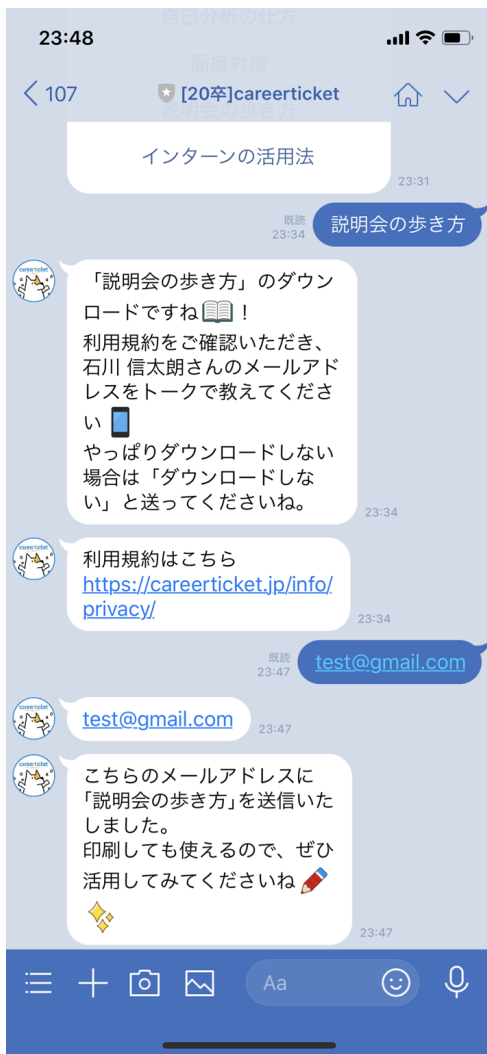 自己分析の仕方
23:48
面接対策
107
[20卒]careerticket
説明会の歩き方
インターンの活用法
23:31
既読
23:34
説明会の歩き方
careerticket
「説明会の歩き方」のダウン
ロードですね📖！
利用規約をご確認いただき、
石川 信太朗さんのメールアド
レスをトークで教えてくださ
い📱
やっぱりダウンロードしない
場合は「ダウンロードしな
い」と送ってくださいね。
23:34
careerticket
利用規約はこちら
https://careerticket.jp/info/
privacy/
23:34
既読
23:47
test@gmail.com
careerticket
test@gmail.com
23:47
careerticket
こちらのメールアドレスに
「説明会の歩き方」を送信いた
しました。
印刷しても使えるので、ぜひ
活用してみてくださいね🖍
✨
23:47
Aa